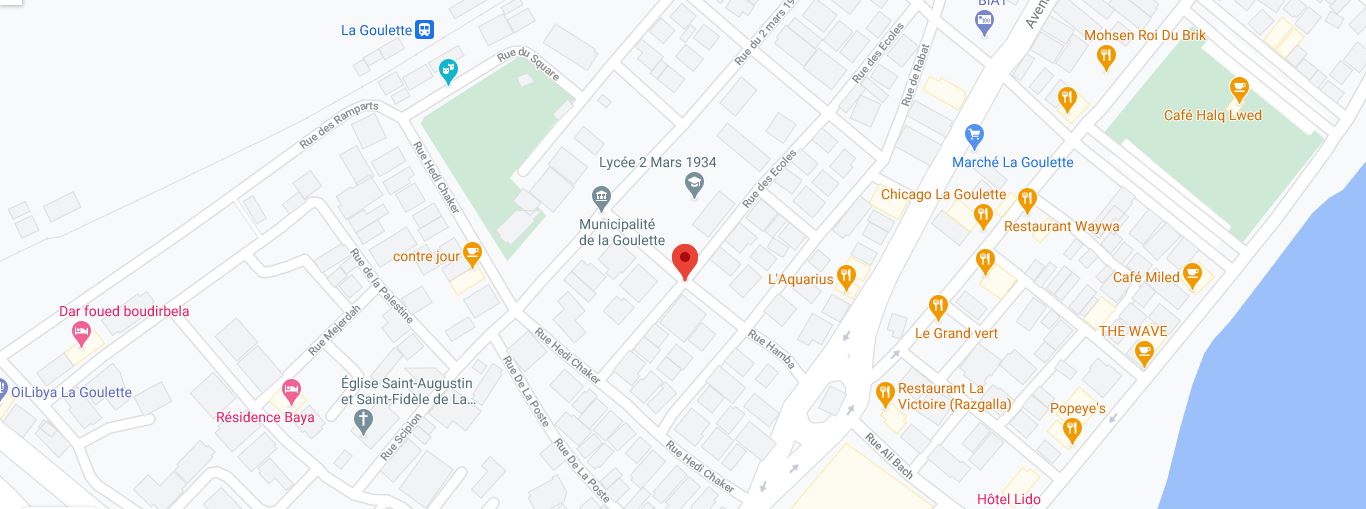 BIAT
La Goulette
Mohsen Roi Du Brik
Rue du Square
Rue du 2 mars
Rue des Ecoles
Rue de Rabat
Rue des Ramparts
Café Halq Lwed
Lycée 2 Mars 1934
Marché La Goulette
Rue Hedi Chaker
Rue des Ecoles
Chicago La Goulette
Restaurant Waywa
Municipalité
de la Goulette
contre jour
L'Aquarius
Café Miled
Rue de la Palestine
Dar foued boudirbela
Rue Mejerdah
Le Grand vert
THE WAVE
Rue Hedi Chaker
Rue Hamba
OiLibya La Goulette
Église Saint-Augustin
et Saint-Fidèle de La...
Rue De La Poste
Restaurant La
Victoire (Razgalla)
Résidence Baya
Popeye's
Rue Scipion
Rue De La Poste
Rue Hedi Chaker
Rue Ali Bach
Hôtel Lido